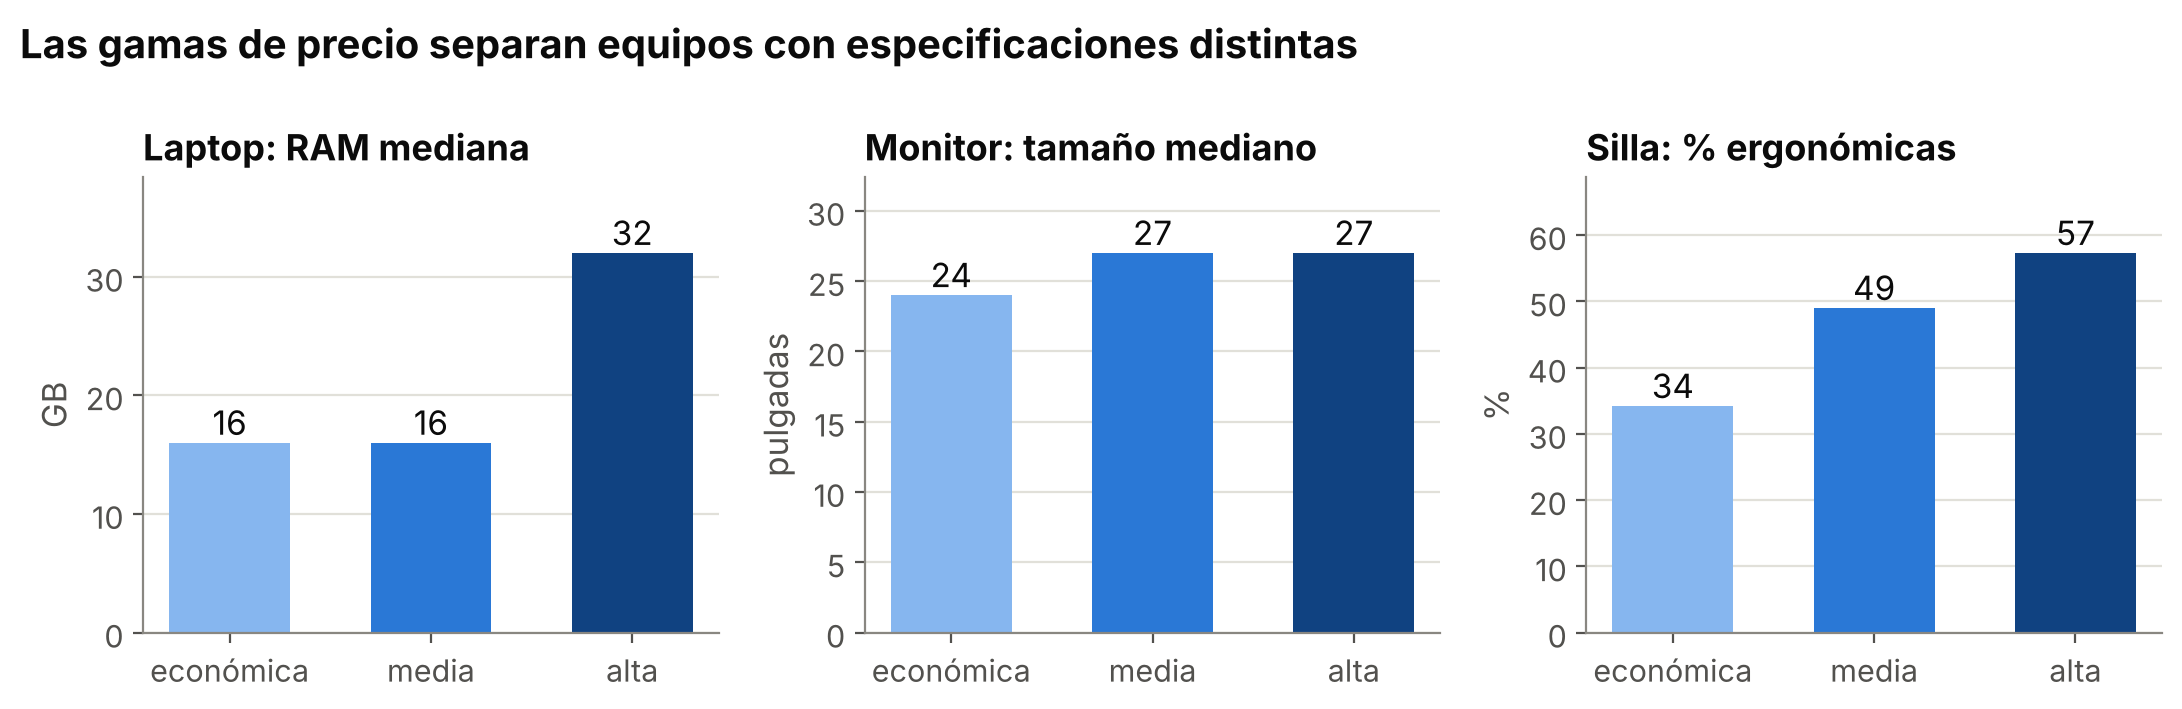 Las gamas de precio separan equipos con especificaciones distintas
Laptop: RAM mediana
GB
30
20
10
0
16
16
32
económica
media
alta
Monitor: tamaño mediano
pulgadas
30
25
20
15
10
5
0
24
27
27
económica
media
alta
Silla: % ergonómicas
%
60
50
40
30
20
10
0
34
49
57
económica
media
alta